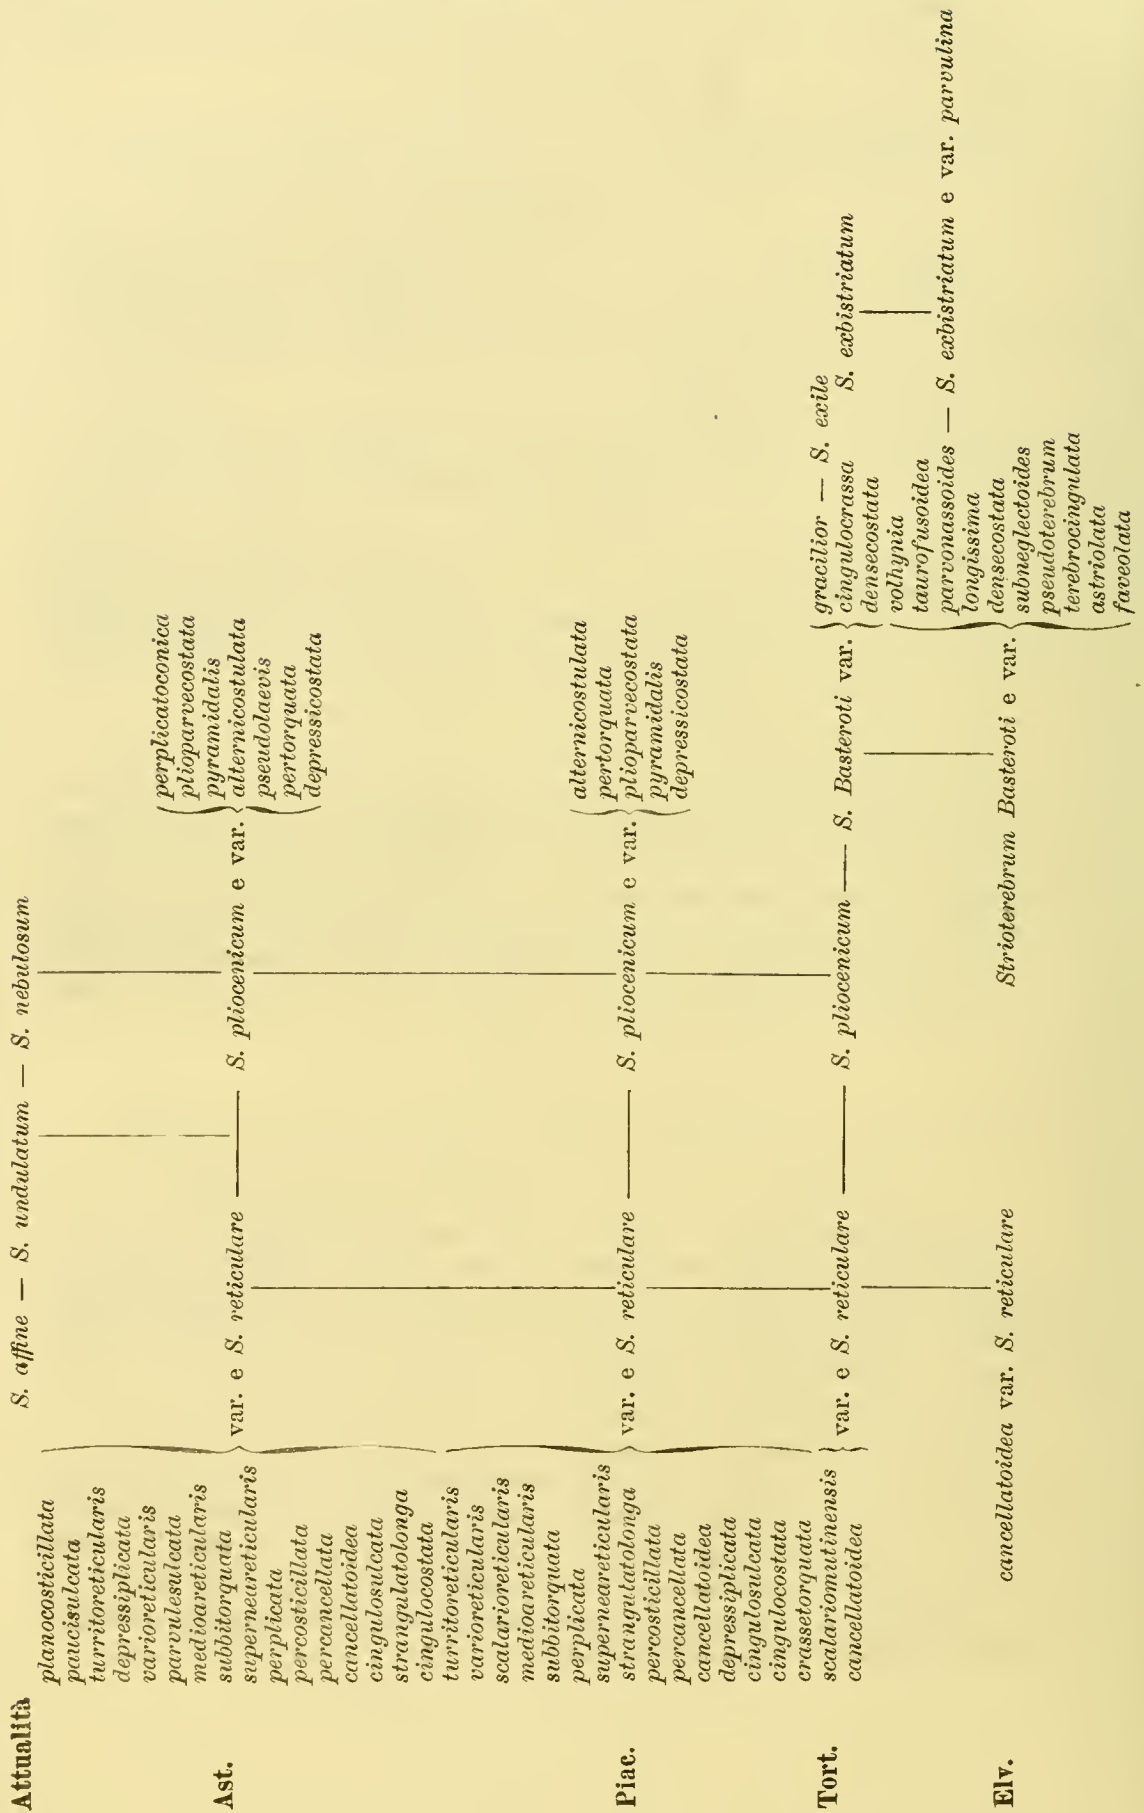 Attualità
S. affine — S. undulatum — S. nebulosum
planocosticillata
paucisulcata
turritoreticularis
depressiplicata
varioreticularis
parvulesulcata
medioareticularis
subbitorquata
superneareticularis
perplicata
percosticillata
percancellata
cancellatoidea
cingulosulcata
strangulatolonga
cingulocostata
Ast.
var. e S. reticulare — S. pliocenicum e var.
perplicatoconica
plioparvecostata
pyramidalis
alternicostulata
pseudolaevis
pertorquata
depressicostata
turritoreticularis
varioreticularis
scalarioreticularis
medioareticularis
subbitorquata
perplicata
superneareticularis
strangutatolonga
percosticillata
percancellata
cancellatoidea
depressiplicata
cingulosulcata
cingulocostata
crassetorquata
Piac.
var. e S. reticulare — S. pliocenicum e var.
alternicostulata
pertorquata
plioparvecostata
pyramidalis
depressicostata
scalariomutinensis
cancellatoidea
Tort.
var. e S. reticulare — S. pliocenicum — S. Basteroti var.
gracilior — S. exile
cingulocrassa S. exbistriatum
densecostata
Elv.
cancellatoidea var. S. reticulare
Strioterebrum Basteroti e var.
volhynia
taurofusoidea
parvonassoides — S. exbistriatum e var. parvulina
longissima
densecostata
subneglectoides
pseudoterebrum
terebrocingulata
astriolata
faveolata